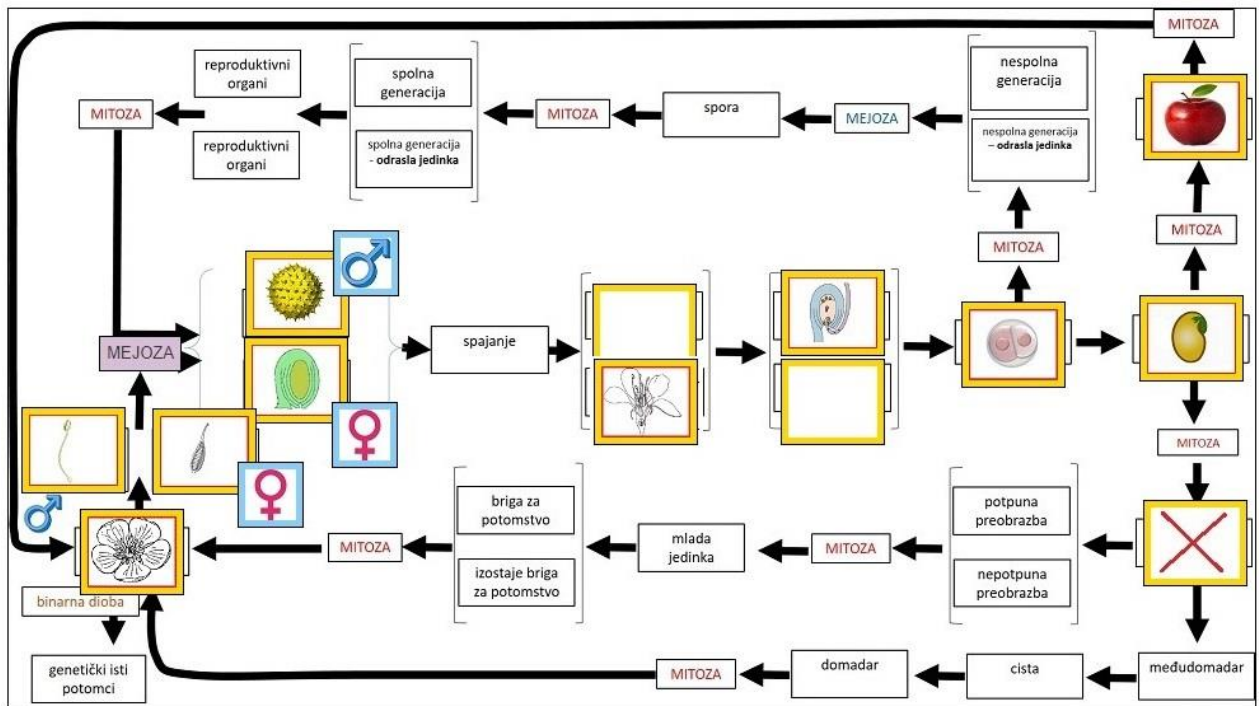 MITOZA
reproduktivni
organi
spolna
generacija
nespolna
generacija
MITOZA
MITOZA
spora
MEJOZA
reproduktivni
organi
spolna generacija
- odrasla jedinka
nespolna generacija
– odrasla jedinka
MITOZA
MITOZA
MEJOZA
spajanje
MITOZA
briga za
potomstvo
potpuna
preobrazba
MITOZA
mlada
jedinka
MITOZA
izostaje briga
za potomstvo
nepotpuna
preobrazba
binarna dioba
genetički isti
potomci
MITOZA
domadar
cista
međudomadar